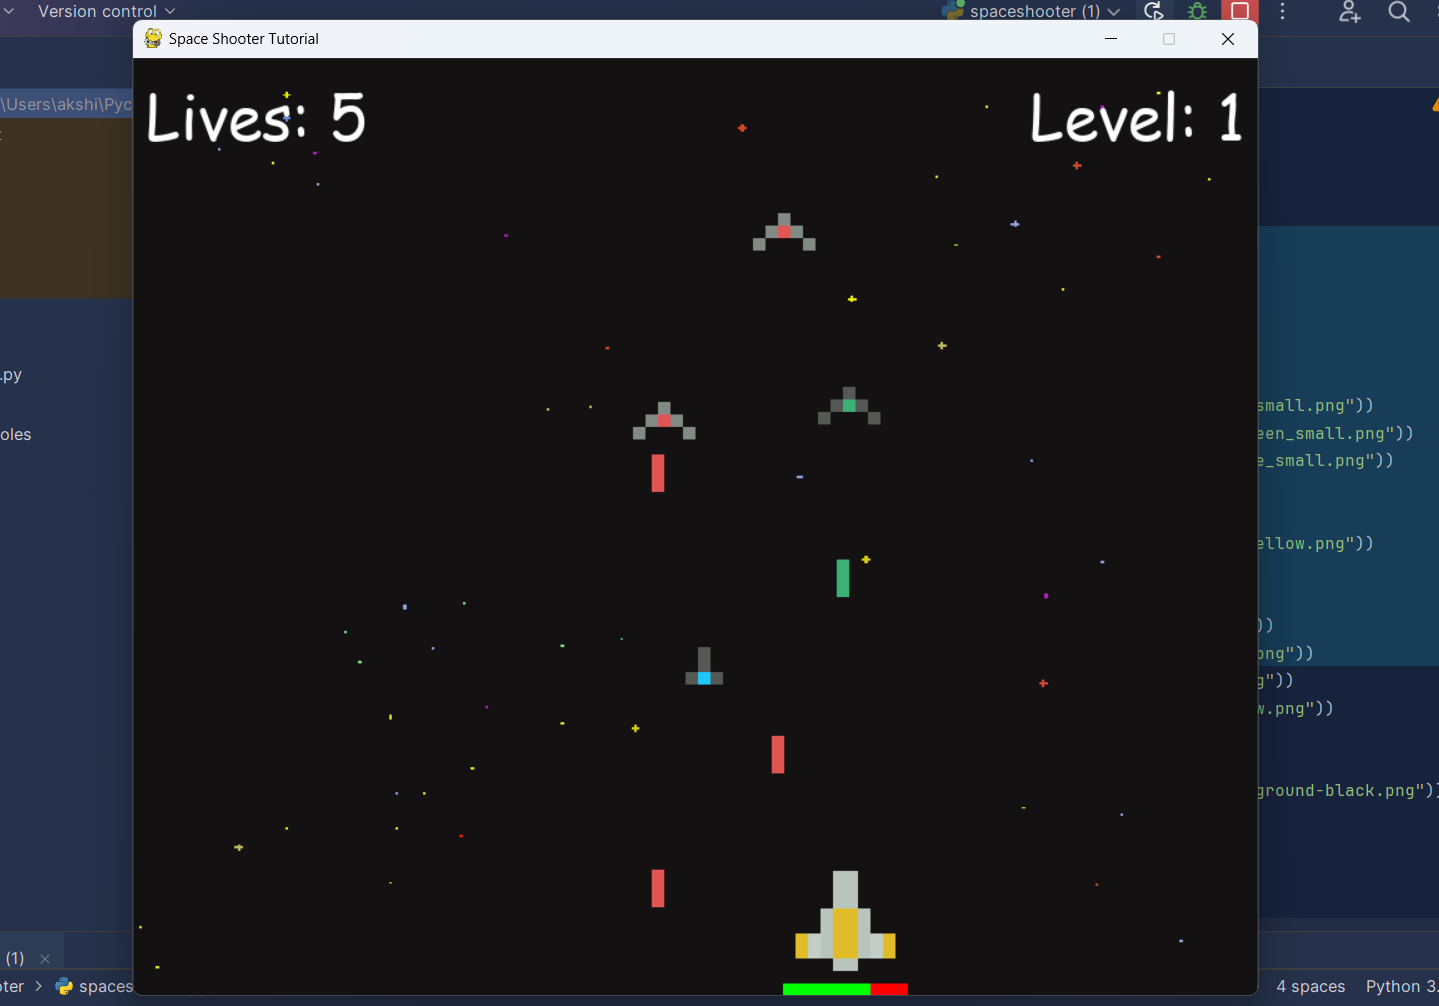 Version control
spaceshooter (1)
Space Shooter Tutorial
\Users\akshi\Pyc
Lives: 5
Level: 1
.py
small.png"))
een_small.png"))
oles
e_small.png"))
ellow.png"))
))
png"))
g"))
w.png"))
ground-black.png"))
(1)
oter > spaces
4 spaces
Python 3.